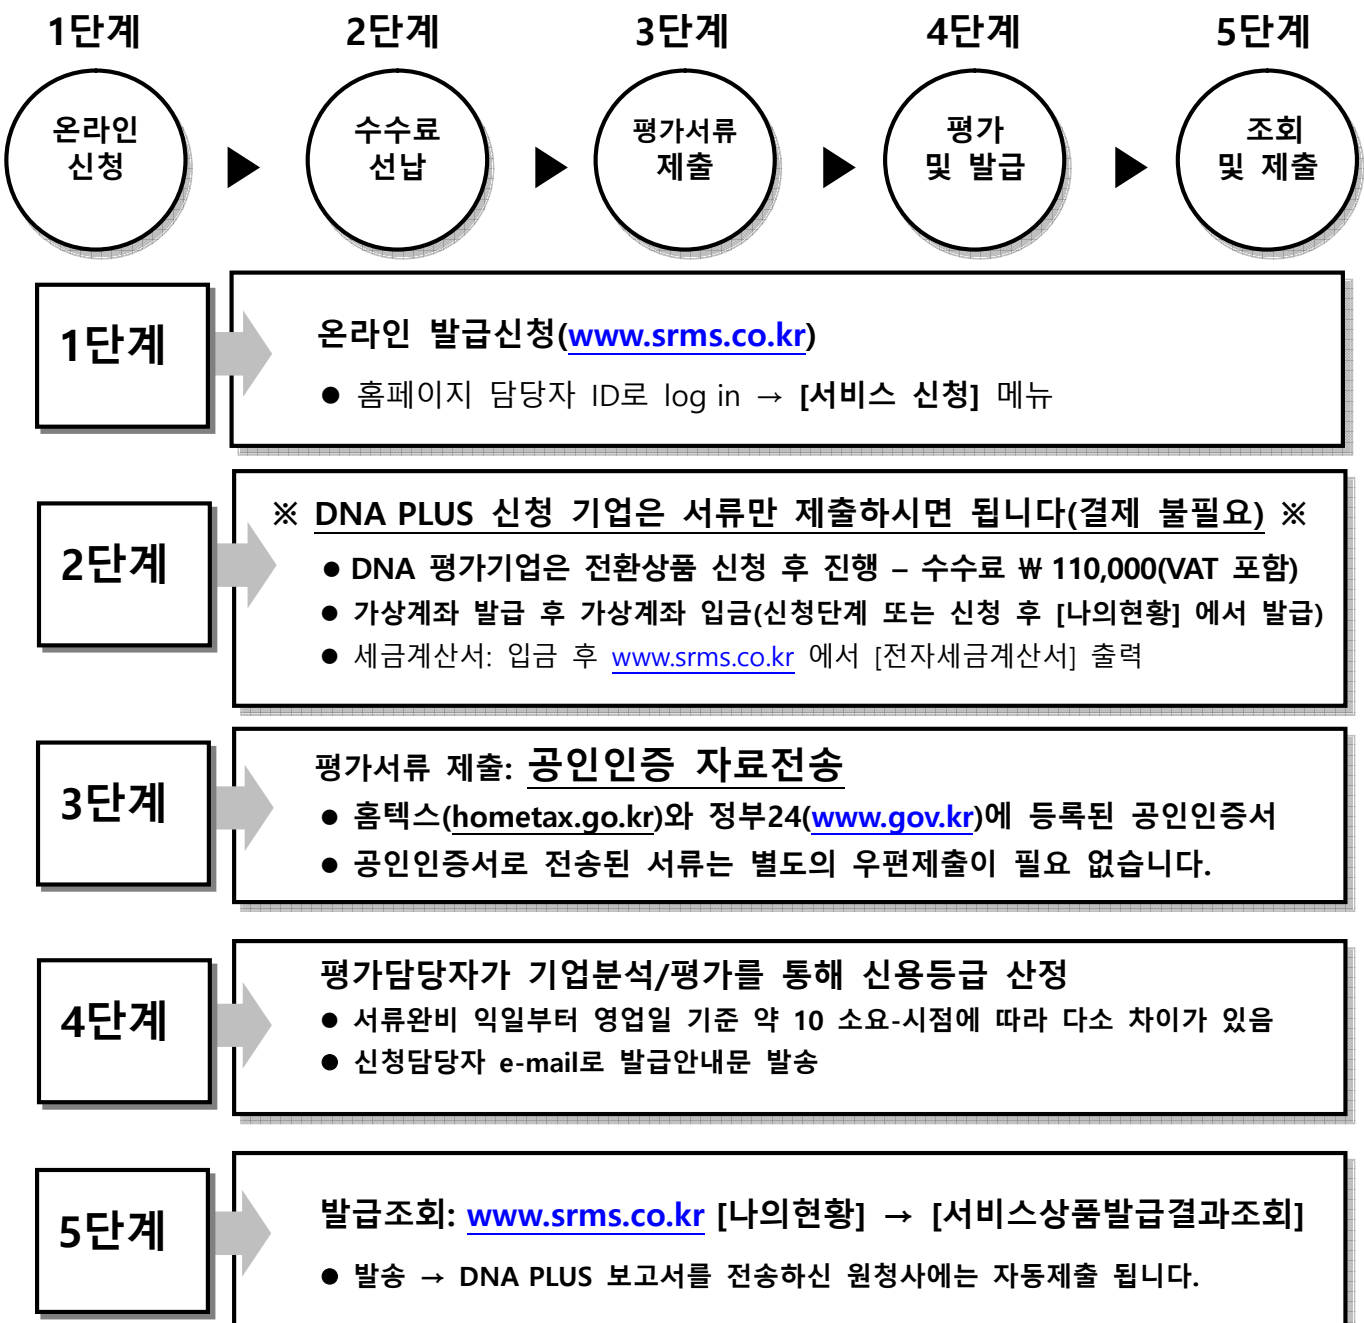 1단계 2단계 3단계 4단계 5단계
온라인 수수료 평가서류 평가 조회
신청 선납 제출 및 발급 및 제출
1단계
온라인 발급신청(www.srms.co.kr)
● 홈페이지 담당자 ID로 log in → [서비스 신청] 메뉴
2단계
※ DNA PLUS 신청 기업은 서류만 제출하시면 됩니다(결제 불필요) ※
● DNA 평가기업은 전환상품 신청 후 진행 – 수수료 ₩ 110,000(VAT 포함)
● 가상계좌 발급 후 가상계좌 입금(신청단계 또는 신청 후 [나의현황] 에서 발급)
● 세금계산서: 입금 후 www.srms.co.kr 에서 [전자세금계산서] 출력
3단계
평가서류 제출: 공인인증 자료전송
● 홈텍스(hometax.go.kr)와 정부24(www.gov.kr)에 등록된 공인인증서
● 공인인증서로 전송된 서류는 별도의 우편제출이 필요 없습니다.
4단계
평가담당자가 기업분석/평가를 통해 신용등급 산정
● 서류완비 익일부터 영업일 기준 약 10 소요-시점에 따라 다소 차이가 있음
● 신청담당자 e-mail로 발급안내문 발송
5단계
발급조회: www.srms.co.kr [나의현황] → [서비스상품발급결과조회]
● 발송 → DNA PLUS 보고서를 전송하신 원청사에는 자동제출 됩니다.